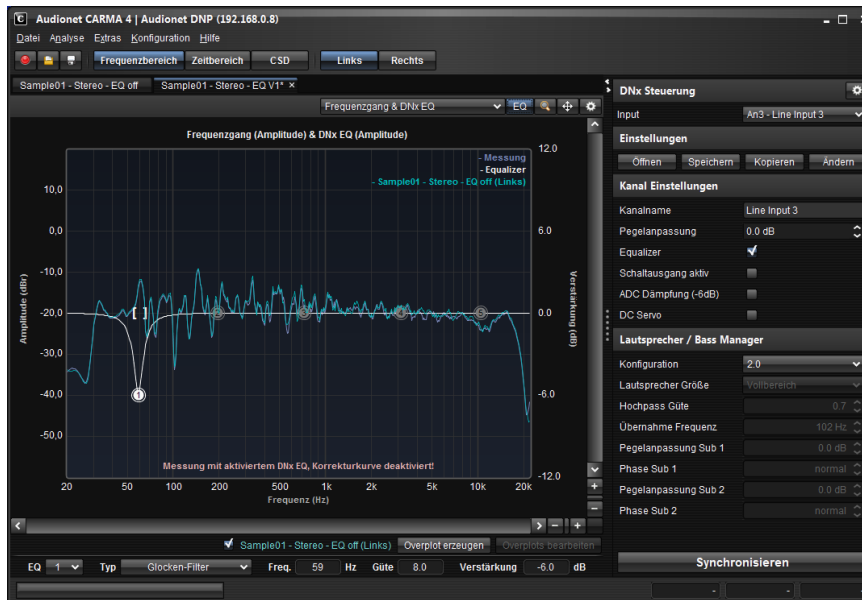 Audionet CARMA 4 | Audionet DNP (192.168.0.8)
Datei Analyse Extras Konfiguration Hilfe
Frequenzbereich Zeitbereich CSD Links Rechts
Sample01 - Stereo - EQ off Sample01 - Stereo - EQ V1* ×
Frequenzgang & DNx EQ EQ
Frequenzgang (Amplitude) & DNx EQ (Amplitude)
- Messung
- Equalizer
- Sample01 - Stereo - EQ off (Links)
12.0
10,0
0,0
6.0
-10,0
-20,0
0.0
-30,0
-40,0
-6.0
-50,0
-12.0
Amplitude (dBr)
Verstärkung (dB)
[ ]
1
2
3
4
5
Messung mit aktiviertem DNx EQ, Korrekturkurve deaktiviert!
20 50 100 200 500 1k 2k 5k 10k 20k
Frequenz (Hz)
Sample01 - Stereo - EQ off (Links) Overplot erzeugen Overplots bearbeiten
EQ 1 Typ Glocken-Filter Freq. 59 Hz Güte 8.0 Verstärkung -6.0 dB
DNx Steuerung
Input An3 - Line Input 3
Einstellungen
Öffnen Speichern Kopieren Ändern
Kanal Einstellungen
Kanalname Line Input 3
Pegelanpassung 0.0 dB
Equalizer
Schaltausgang aktiv
ADC Dämpfung (-6dB)
DC Servo
Lautsprecher / Bass Manager
Konfiguration 2.0
Lautsprecher Größe Vollbereich
Hochpass Güte 0.7
Übernahme Frequenz 102 Hz
Pegelanpassung Sub 1 0.0 dB
Phase Sub 1 normal
Pegelanpassung Sub 2 0.0 dB
Phase Sub 2 normal
Synchronisieren
- -